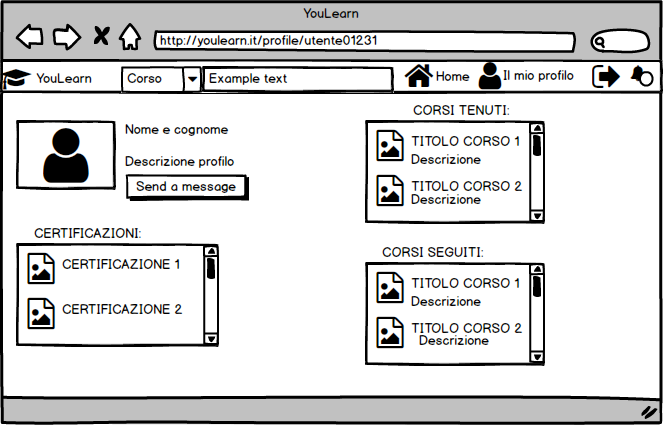 YouLearn
http://youlearn.it/profile/utente01231
YouLearn
Corso
Example text
Home
Il mio profilo
Nome e cognome
Descrizione profilo
Send a message
CERTIFICAZIONI:
CERTIFICAZIONE 1
CERTIFICAZIONE 2
CORSI TENUTI:
TITOLO CORSO 1
Descrizione
TITOLO CORSO 2
Descrizione
CORSI SEGUITI:
TITOLO CORSO 1
Descrizione
TITOLO CORSO 2
Descrizione